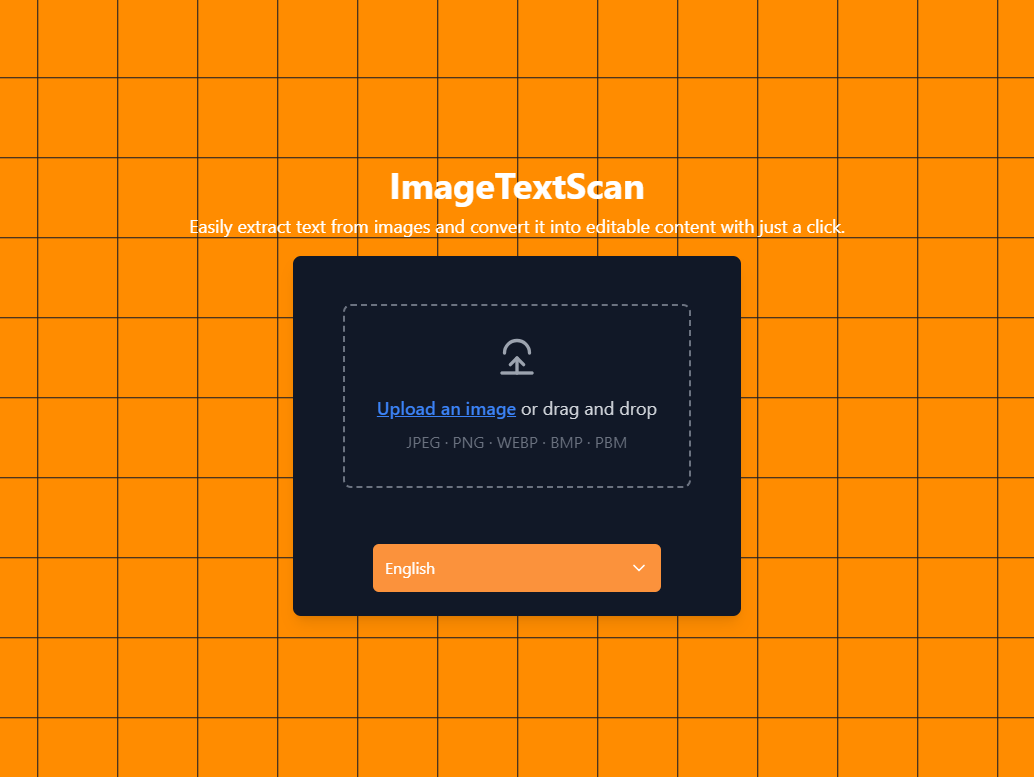 ImageTextScan
Easily extract text from images and convert it into editable content with just a click.
Upload an image or drag and drop
JPEG · PNG · WEBP · BMP · PBM
English